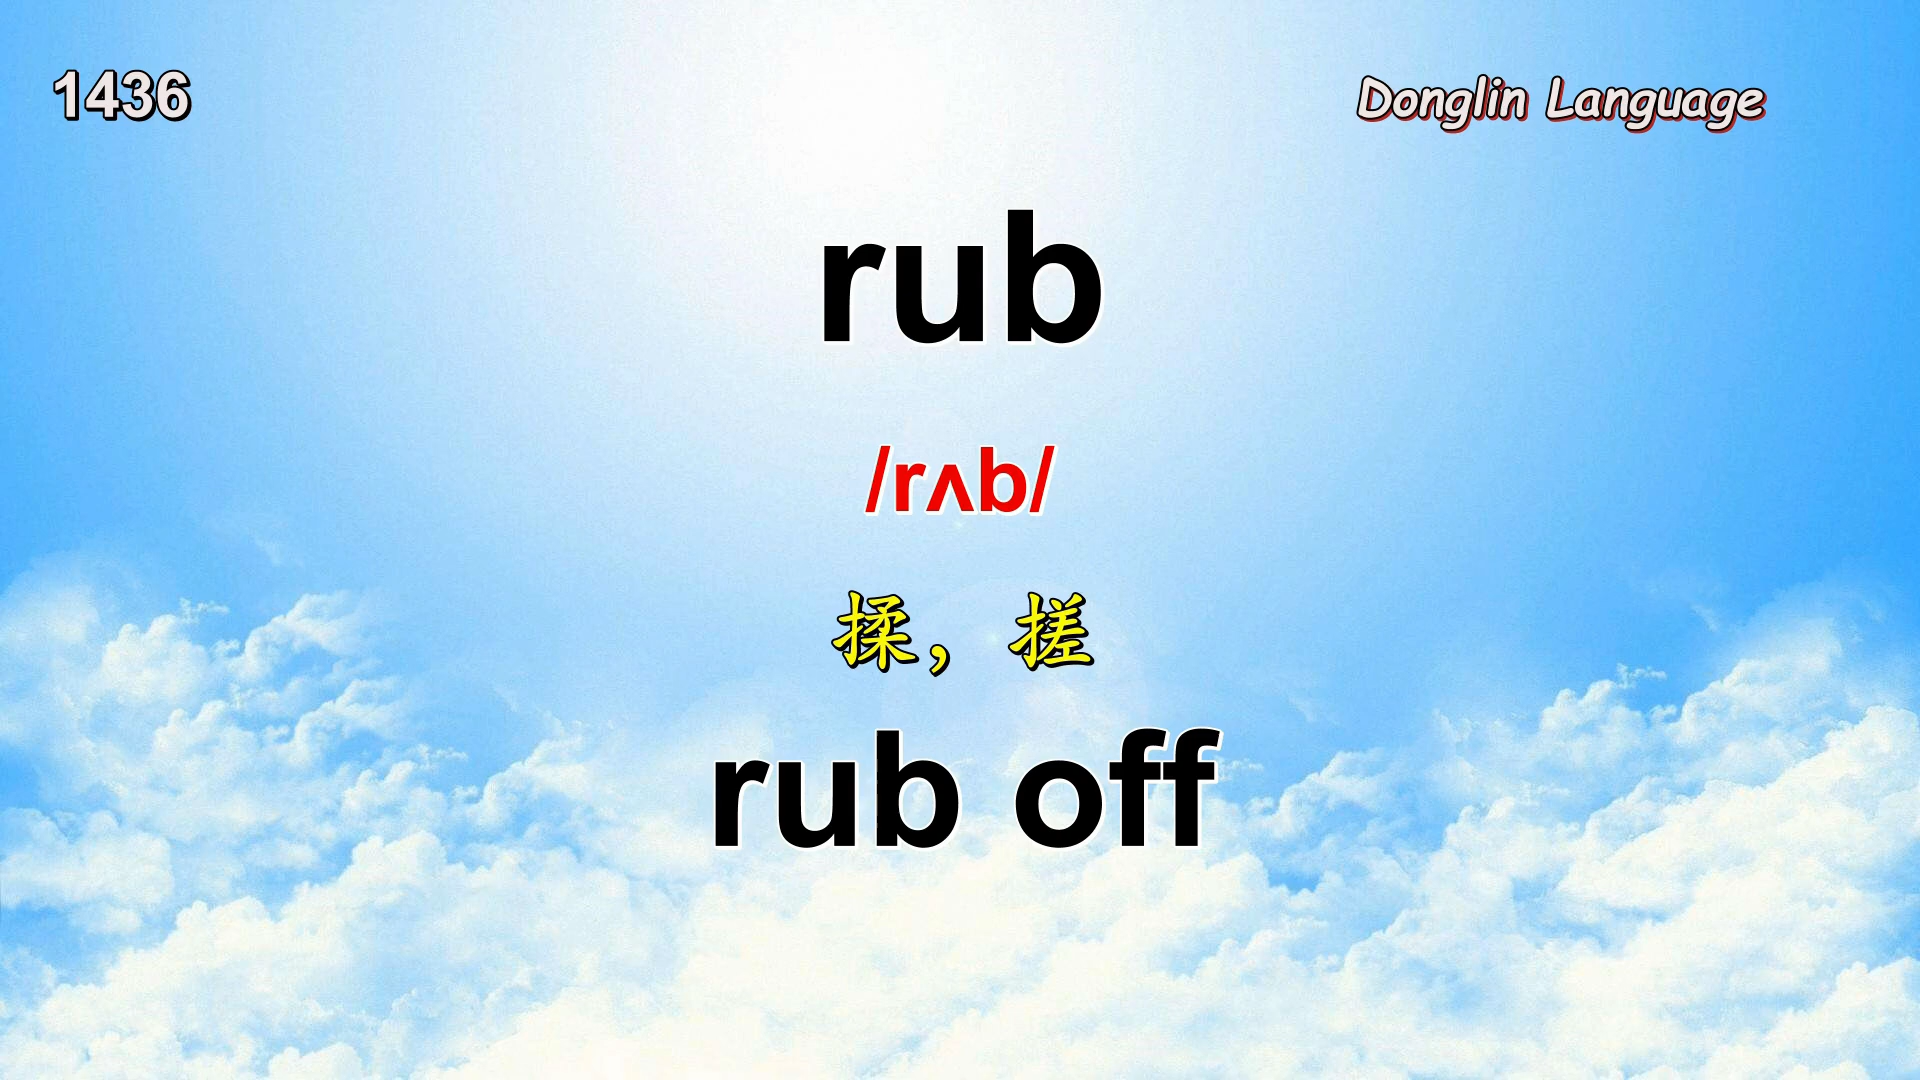 1436
Donglin Language
rub
/rʌb/
揉，搓
rub off